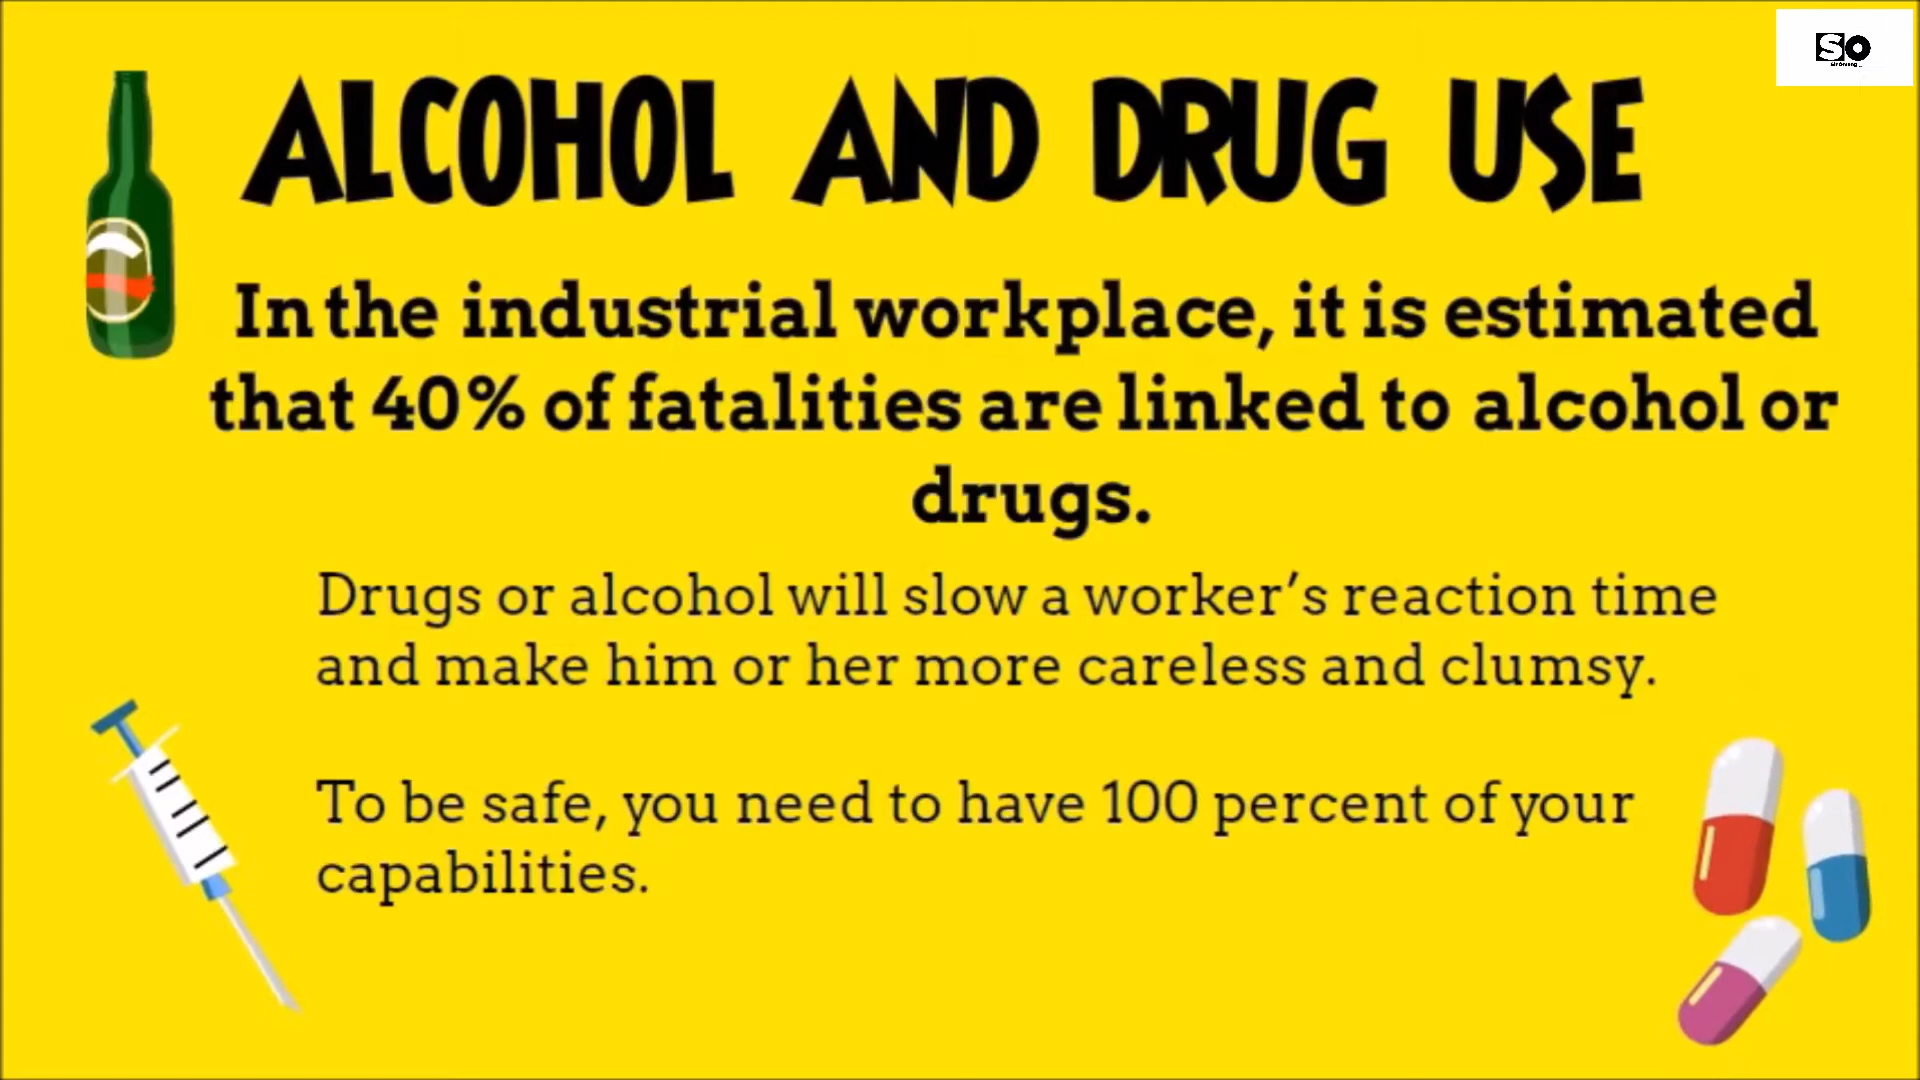 SO
ALCOHOL AND DRUG USE
In the industrial workplace, it is estimated
that 40% of fatalities are linked to alcohol or
drugs.
Drugs or alcohol will slow a worker’s reaction time
and make him or her more careless and clumsy.
To be safe, you need to have 100 percent of your
capabilities.